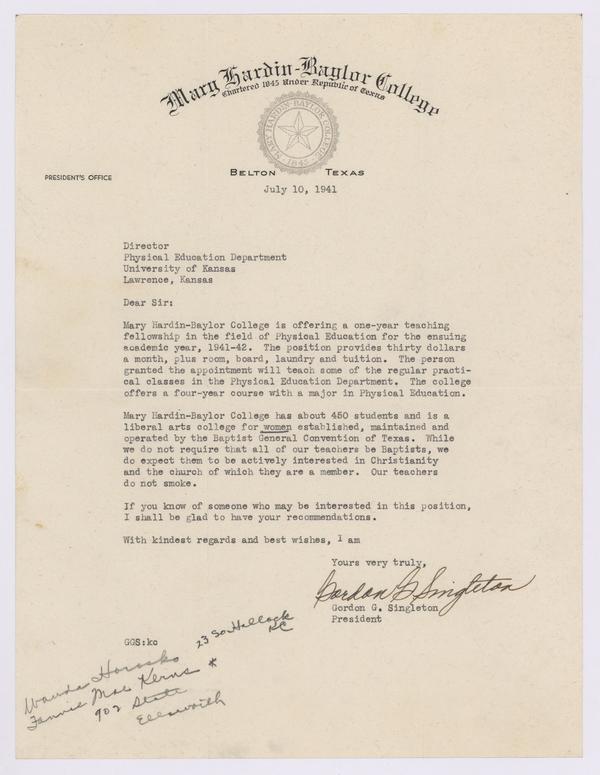 Mary Hardin-Baylor College
Chartered 1845 Under Republic of Texas
MARY HARDIN-BAYLOR COLLEGE
·1845·
BELTON TEXAS
PRESIDENT'S OFFICE
July 10, 1941
Director
Physical Education Department
University of Kansas
Lawrence, Kansas
Dear Sir:
Mary Hardin-Baylor College is offering a one-year teaching
fellowship in the field of Physical Education for the ensuing
academic year, 1941-42. The position provides thirty dollars
a month, plus room, board, laundry and tuition. The person
granted the appointment will teach some of the regular practi-
cal classes in the Physical Education Department. The college
offers a four-year course with a major in Physical Education.
Mary Hardin-Baylor College has about 450 students and is a
liberal arts college for women established, maintained and
operated by the Baptist General Convention of Texas. While
we do not require that all of our teachers be Baptists, we
do expect them to be actively interested in Christianity
and the church of which they are a member. Our teachers
do not smoke.
If you know of someone who may be interested in this position,
I shall be glad to have your recommendations.
With kindest regards and best wishes, I am
Yours very truly,
Gordon G Singleton
Gordon G. Singleton
President
GGS:kc
23 So Hallock
KC
Wanda
Fannie Mae Kerns *
902 State
Ellsworth